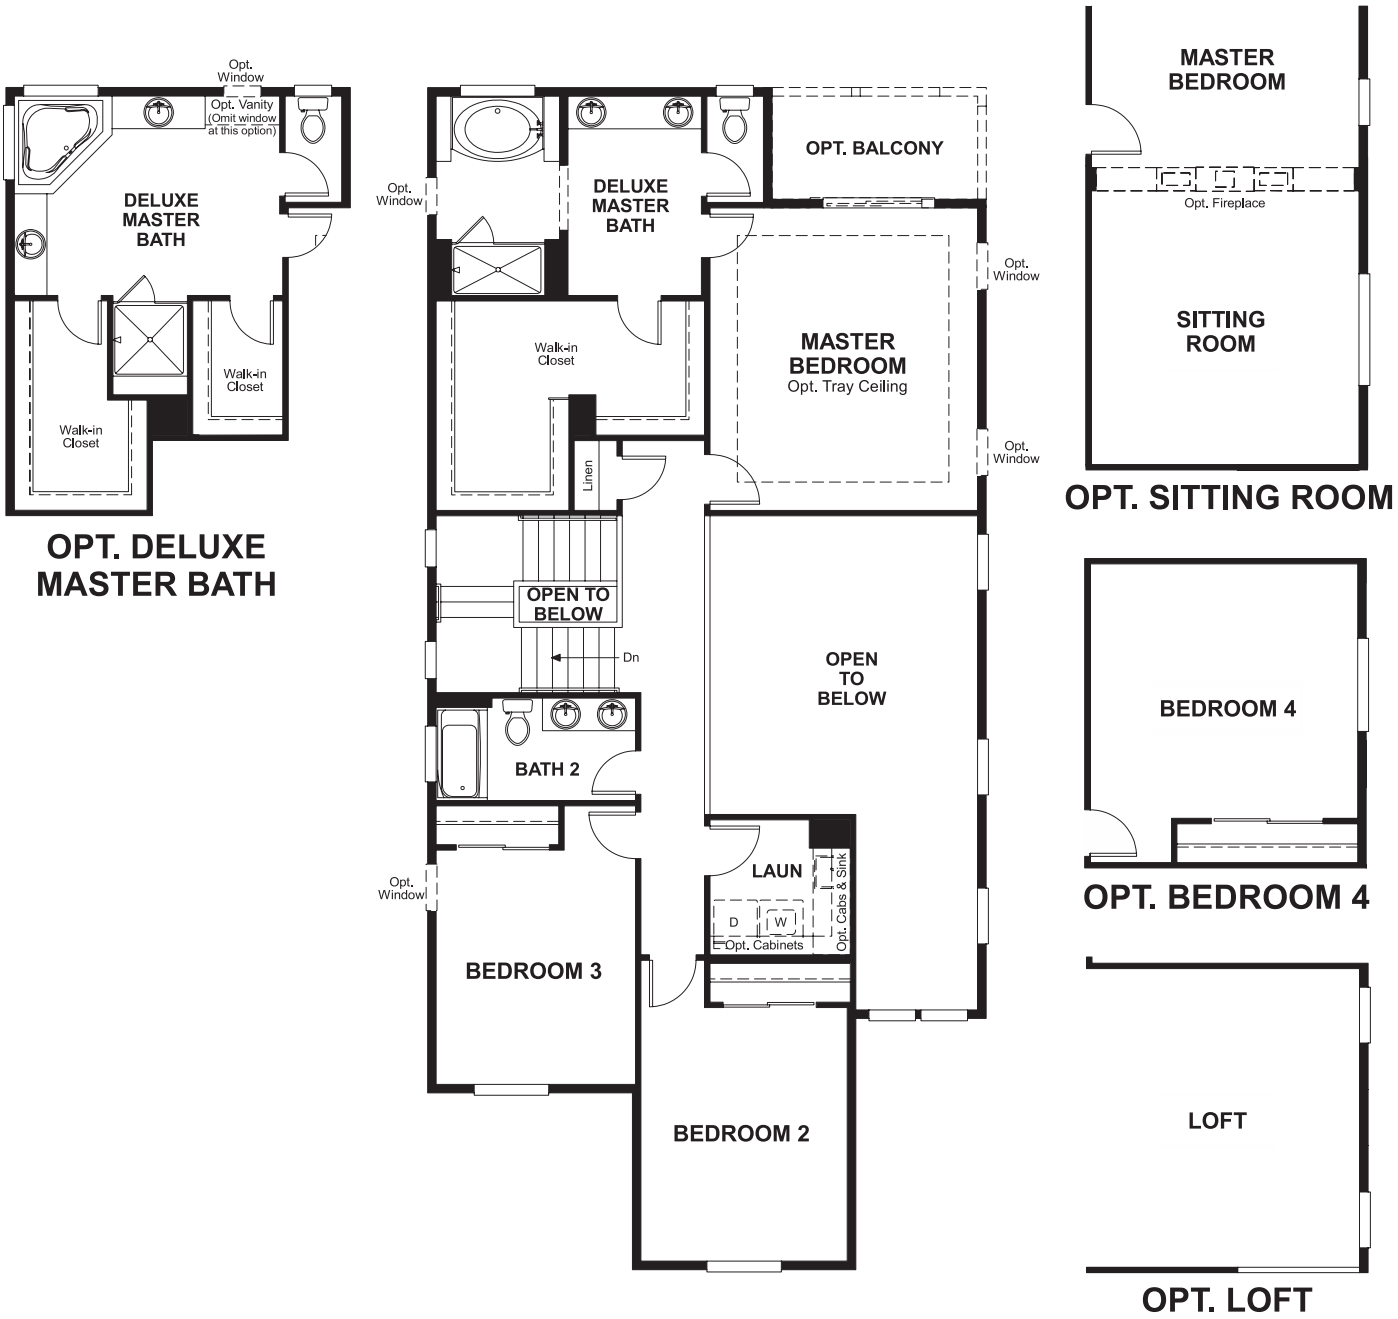 Opt.
Window
Opt. Vanity
(Omit window
at this option)
DELUXE
MASTER
BATH
Walk-in
Closet
Walk-in
Closet
OPT. DELUXE
MASTER BATH
Opt.
Window
DELUXE
MASTER
BATH
OPT. BALCONY
Opt.
Window
Walk-in
Closet
MASTER
BEDROOM
Opt. Tray Ceiling
Opt.
Window
Linen
OPEN TO
BELOW
Dn
OPEN
TO
BELOW
BATH 2
Opt.
Window
LAUN
D
W
Opt. Cabs & Sink
Opt. Cabinets
BEDROOM 3
BEDROOM 2
MASTER
BEDROOM
Opt. Fireplace
SITTING
ROOM
OPT. SITTING ROOM
BEDROOM 4
OPT. BEDROOM 4
LOFT
OPT. LOFT